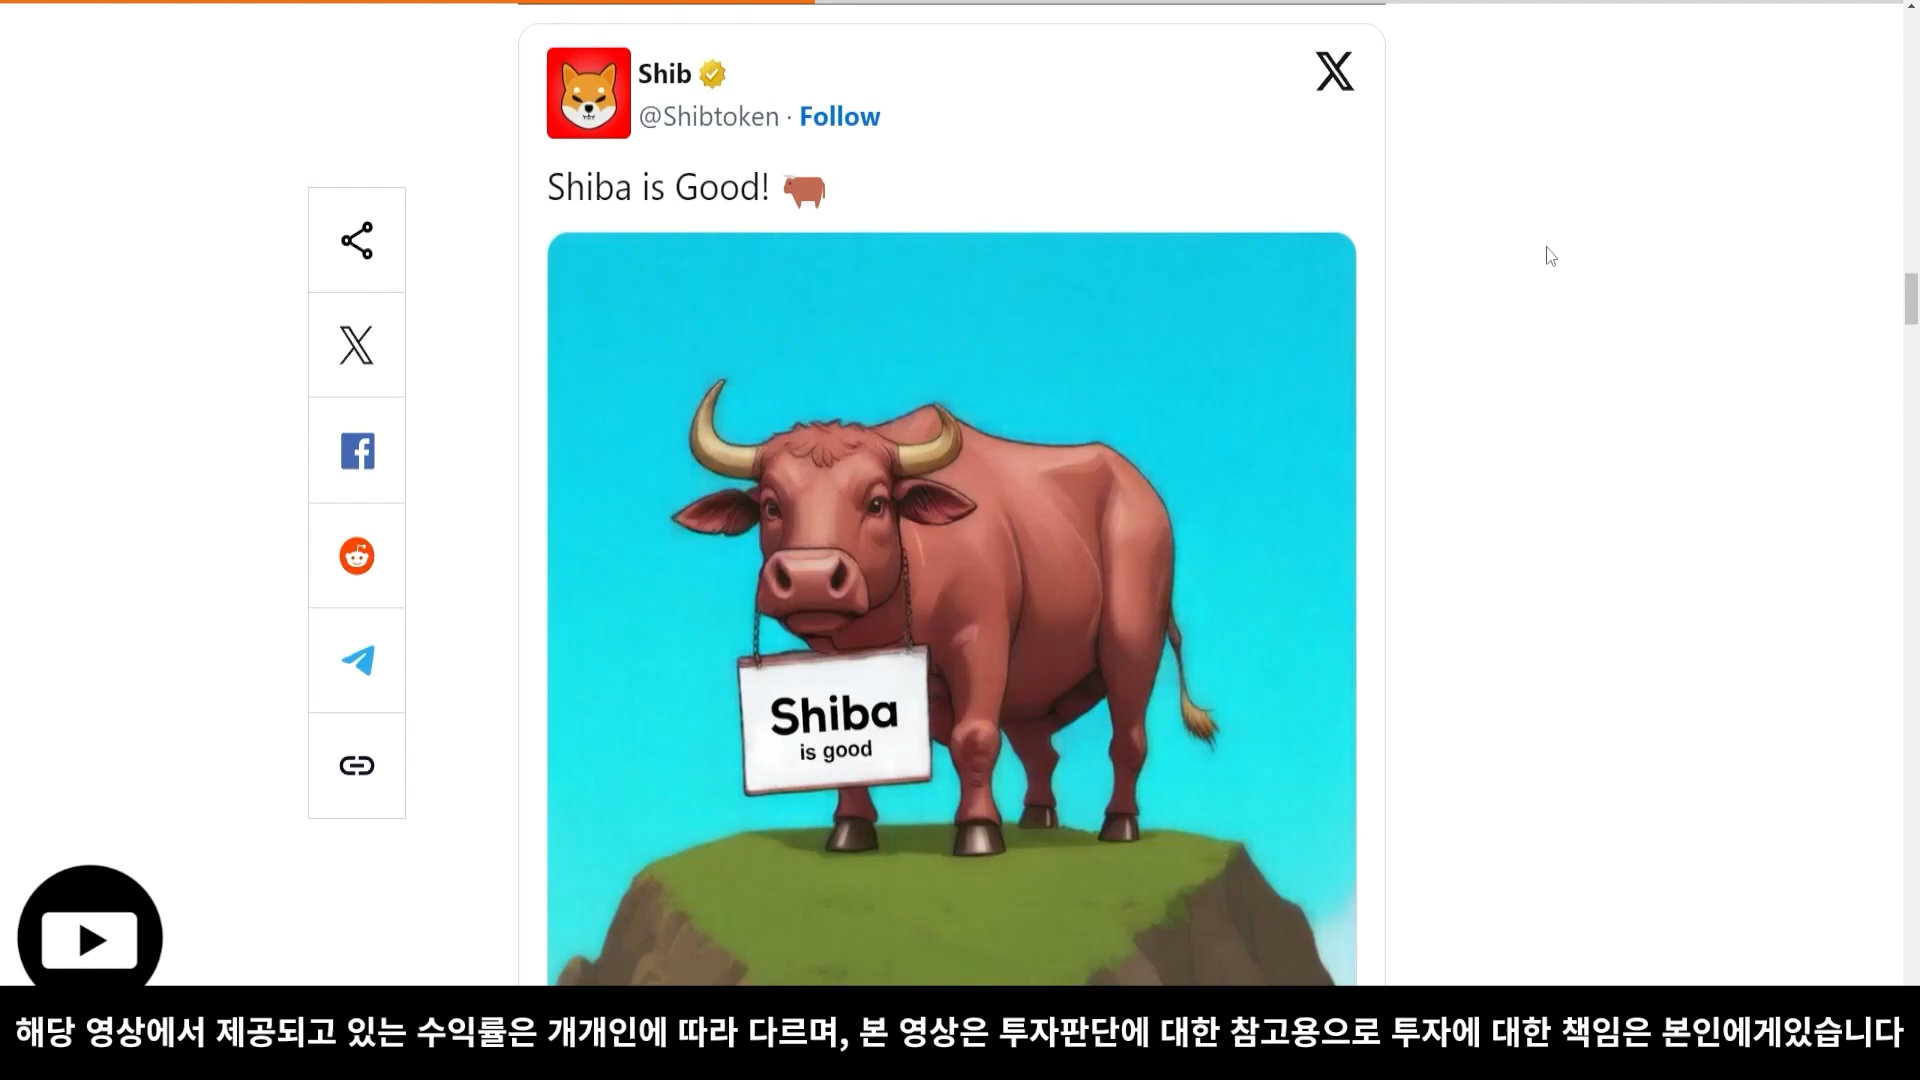 Shib
@Shibtoken · Follow
Shiba is Good! 🐂
Shiba
is good
해당 영상에서 제공되고 있는 수익률은 개개인에 따라 다르며, 본 영상은 투자판단에 대한 참고용으로 투자에 대한 책임은 본인에게있습니다